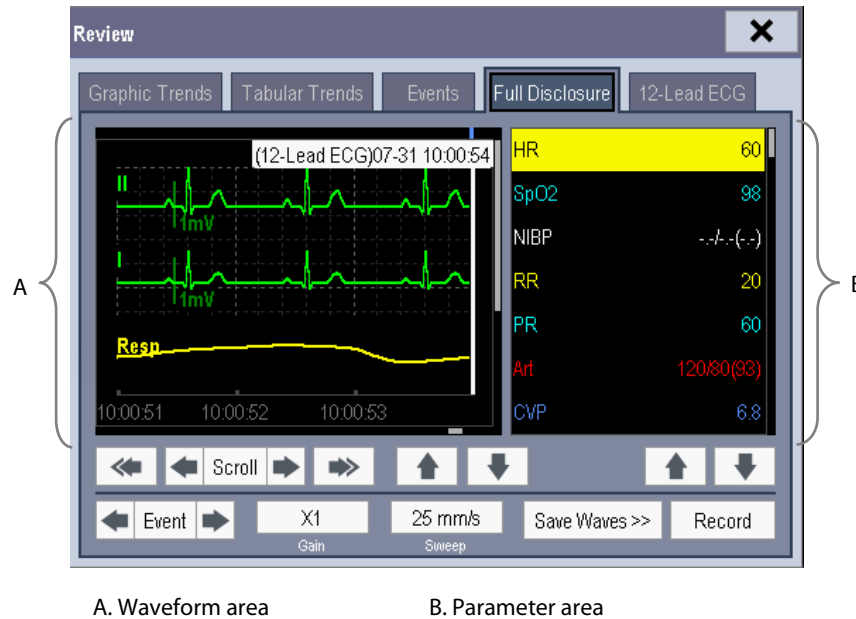 Review
Graphic Trends Tabular Trends Events Full Disclosure 12-Lead ECG
(12-Lead ECG)07-31 10:00:54
II
1mV
I
1mV
Resp
10:00:51 10:00:52 10:00:53
HR 60
SpO2 98
NIBP -.-/-.-(-.-)
RR 20
PR 60
Art 120/80(93)
CVP 6.8
A
B
Scroll
Event X1 25 mm/s Save Waves >> Record
Gain Sweep
A. Waveform area B. Parameter area